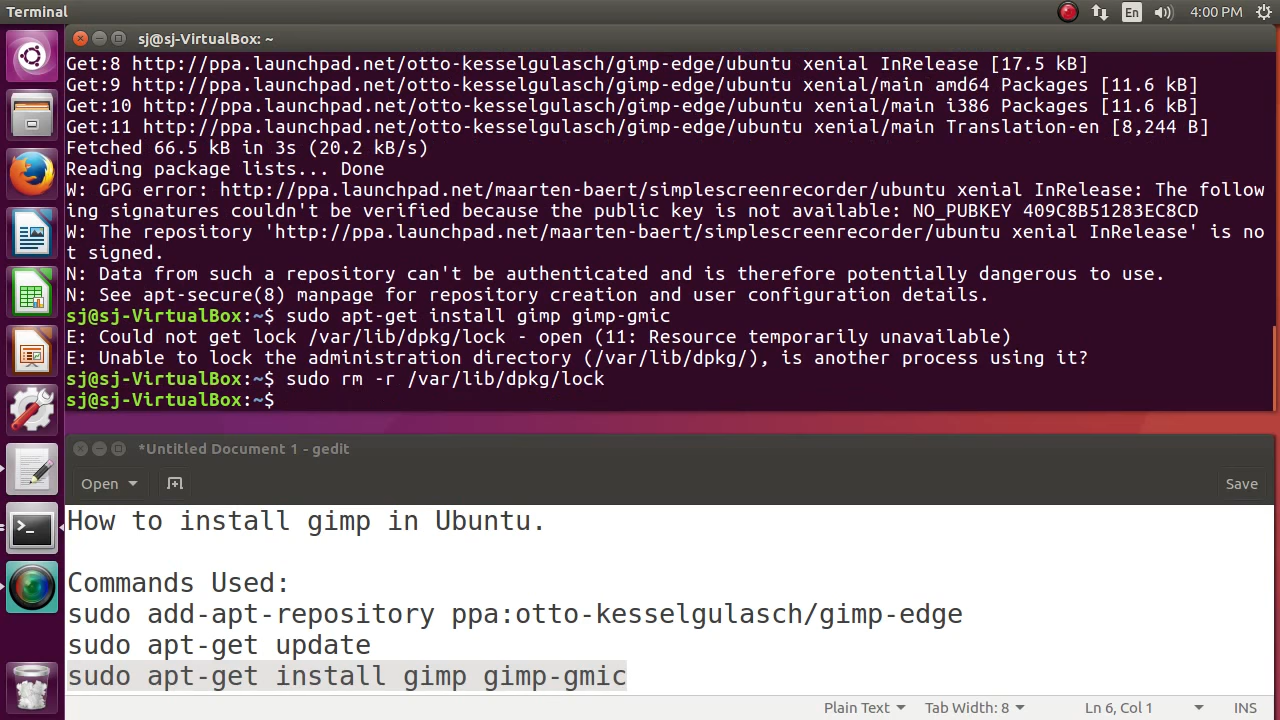 Terminal
En
4:00 PM
sj@sj-VirtualBox: ~
Get:8 http://ppa.launchpad.net/otto-kesselgulasch/gimp-edge/ubuntu xenial InRelease [17.5 kB]
Get:9 http://ppa.launchpad.net/otto-kesselgulasch/gimp-edge/ubuntu xenial/main amd64 Packages [11.6 kB]
Get:10 http://ppa.launchpad.net/otto-kesselgulasch/gimp-edge/ubuntu xenial/main i386 Packages [11.6 kB]
Get:11 http://ppa.launchpad.net/otto-kesselgulasch/gimp-edge/ubuntu xenial/main Translation-en [8,244 B]
Fetched 66.5 kB in 3s (20.2 kB/s)
Reading package lists... Done
W: GPG error: http://ppa.launchpad.net/maarten-baert/simplescreenrecorder/ubuntu xenial InRelease: The follow
ing signatures couldn't be verified because the public key is not available: NO_PUBKEY 409C8B51283EC8CD
W: The repository 'http://ppa.launchpad.net/maarten-baert/simplescreenrecorder/ubuntu xenial InRelease' is no
t signed.
N: Data from such a repository can't be authenticated and is therefore potentially dangerous to use.
N: See apt-secure(8) manpage for repository creation and user configuration details.
sj@sj-VirtualBox:~$ sudo apt-get install gimp gimp-gmic
E: Could not get lock /var/lib/dpkg/lock - open (11: Resource temporarily unavailable)
E: Unable to lock the administration directory (/var/lib/dpkg/), is another process using it?
sj@sj-VirtualBox:~$ sudo rm -r /var/lib/dpkg/lock
sj@sj-VirtualBox:~$
*Untitled Document 1 - gedit
Open
Save
How to install gimp in Ubuntu.
Commands Used:
sudo add-apt-repository ppa:otto-kesselgulasch/gimp-edge
sudo apt-get update
sudo apt-get install gimp gimp-gmic
Plain Text
Tab Width: 8
Ln 6, Col 1
INS